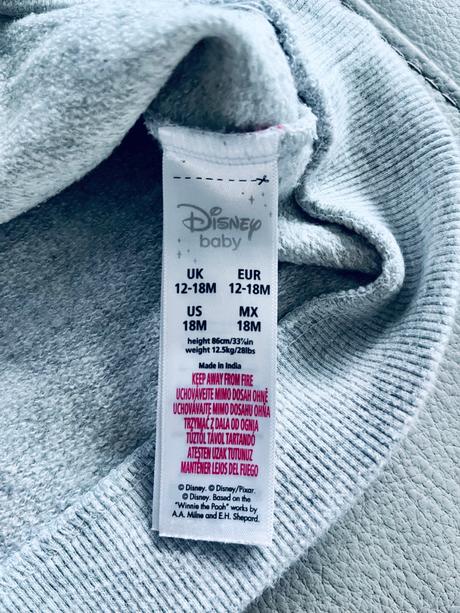 Disney
baby
UK EUR
12-18M 12-18M
US MX
18M 18M
height 86cm/33⅞in
weight 12.5kg/28lbs
Made in India
KEEP AWAY FROM FIRE
UCHOVÁVEJTE MIMO DOSAH OHNĚ
UCHOVÁVAJTE MIMO DOSAHU OHŇA
TRZYMAĆ Z DALA OD OGNIA
TŰZTŐL TÁVOL TARTANDÓ
ATEŞTEN UZAK TUTUNUZ
MANTENER LEJOS DEL FUEGO
© Disney. © Disney/Pixar.
© Disney. Based on the
"Winnie the Pooh" works by
A.A. Milne and E.H. Shepard.